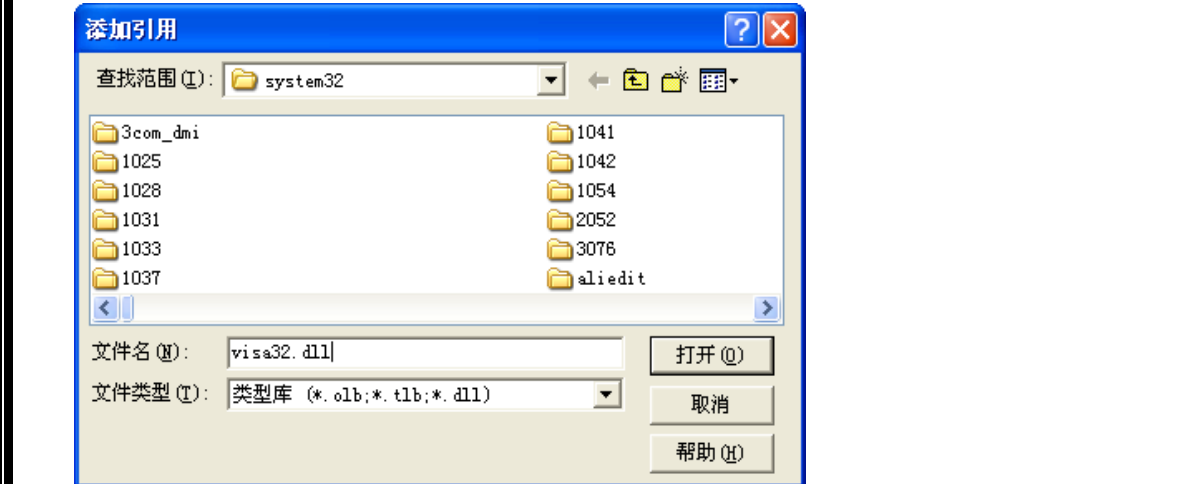 添加引用
查找范围(I): system32
3com_dmi
1025
1028
1031
1033
1037
1041
1042
1054
2052
3076
aliedit
文件名(N): visa32.dll
打开(O)
文件类型(T): 类型库 (*.olb;*.tlb;*.dll)
取消
帮助(H)